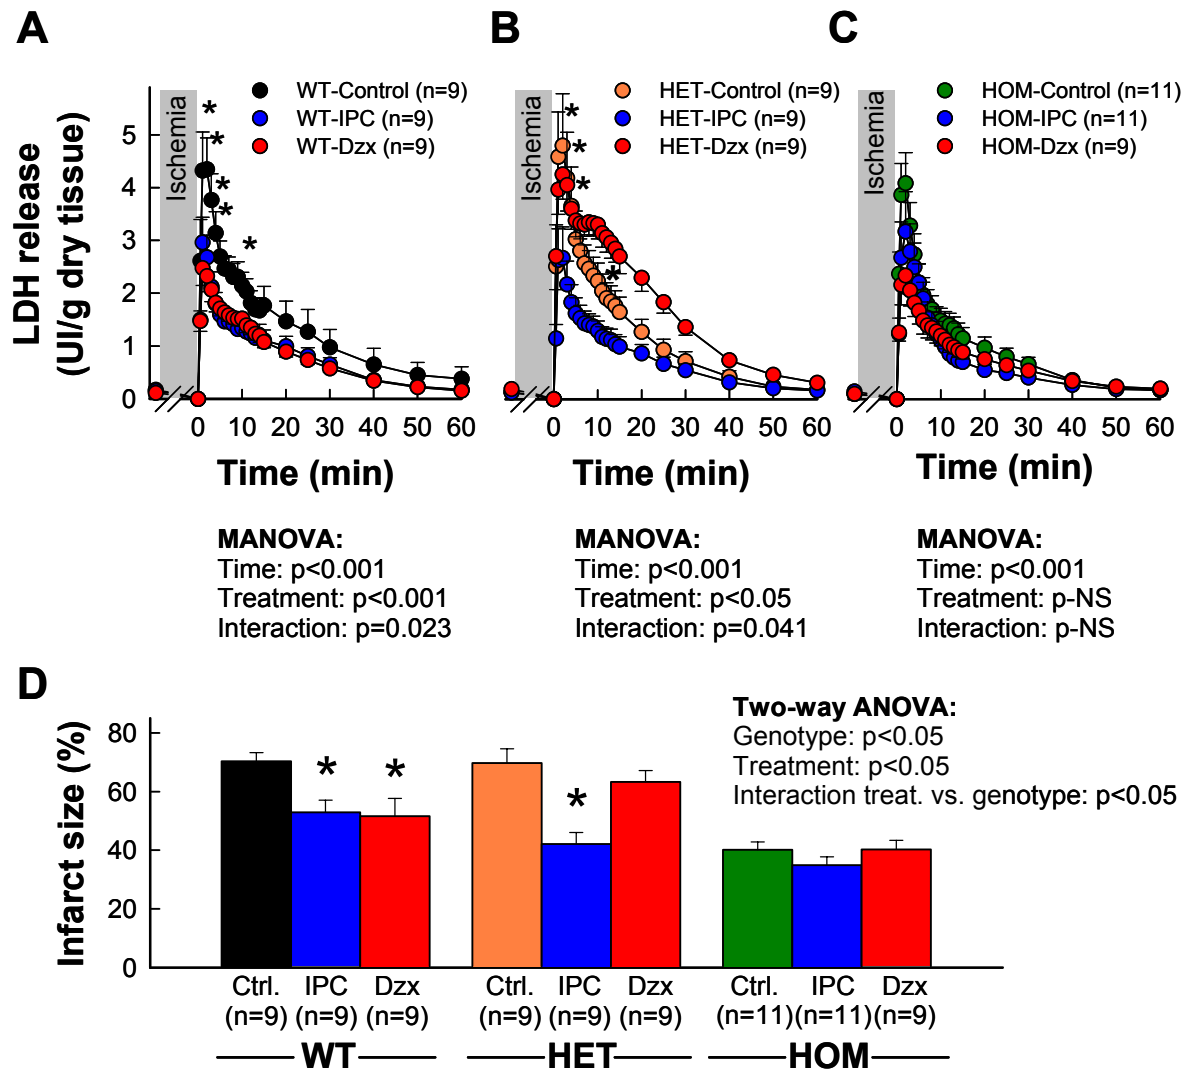 A
B
C
WT-Control (n=9)
WT-IPC (n=9)
WT-Dzx (n=9)
HET-Control (n=9)
HET-IPC (n=9)
HET-Dzx (n=9)
HOM-Control (n=11)
HOM-IPC (n=11)
HOM-Dzx (n=9)
Ischemia
Ischemia
Ischemia
* * * * *
* * * *
LDH release
(UI/g dry tissue)
5
4
3
2
1
0
0 10 20 30 40 50 60
0 10 20 30 40 50 60
0 10 20 30 40 50 60
Time (min)
Time (min)
Time (min)
MANOVA:
Time: p<0.001
Treatment: p<0.001
Interaction: p=0.023
MANOVA:
Time: p<0.001
Treatment: p<0.05
Interaction: p=0.041
MANOVA:
Time: p<0.001
Treatment: p-NS
Interaction: p-NS
D
Two-way ANOVA:
Genotype: p<0.05
Treatment: p<0.05
Interaction treat. vs. genotype: p<0.05
Infarct size (%)
80
60
40
20
0
* * *
Ctrl. IPC Dzx Ctrl. IPC Dzx Ctrl. IPC Dzx
(n=9) (n=9) (n=9) (n=9) (n=9) (n=9) (n=11) (n=11) (n=9)
WT HET HOM